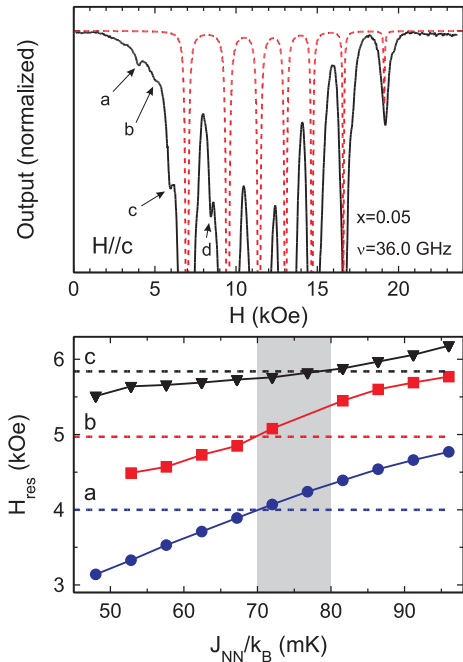 Output (normalized)
a
b
c
d
H//c
x=0.05
ν=36.0 GHz
0 5 10 15 20
H (kOe)
H_res (kOe)
6
5
4
3
c
b
a
50 60 70 80 90
J_NN/k_B (mK)